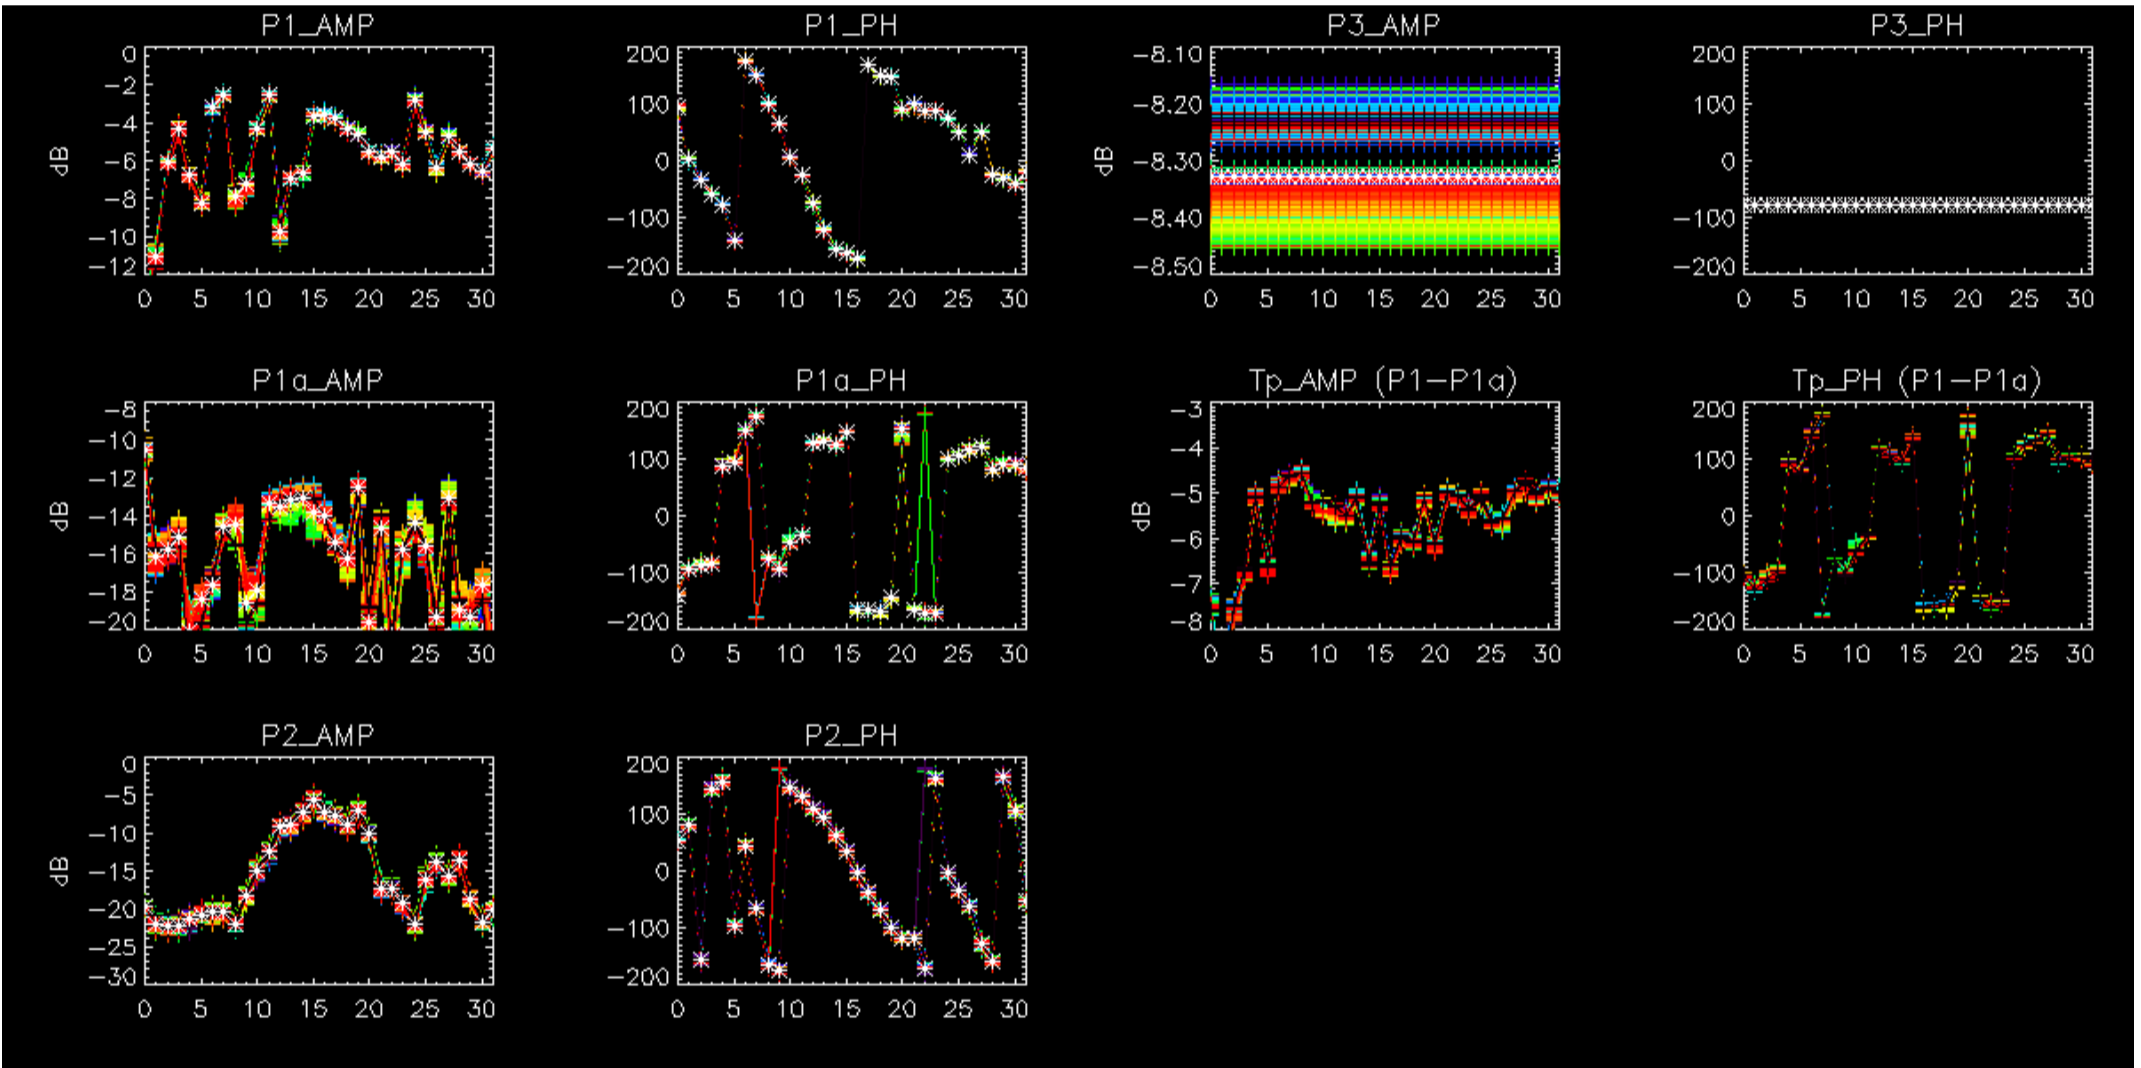 P1_AMP
0
−2
−4
−6
−8
−10
−12
dB
0 5 10 15 20 25 30
P1_PH
200
100
0
−100
−200
0 5 10 15 20 25 30
P3_AMP
−8.10
−8.20
−8.30
−8.40
−8.50
dB
0 5 10 15 20 25 30
P3_PH
200
100
0
−100
−200
0 5 10 15 20 25 30
P1a_AMP
−8
−10
−12
−14
−16
−18
−20
dB
0 5 10 15 20 25 30
P1a_PH
200
100
0
−100
−200
0 5 10 15 20 25 30
Tp_AMP (P1−P1a)
−3
−4
−5
−6
−7
−8
dB
0 5 10 15 20 25 30
Tp_PH (P1−P1a)
200
100
0
−100
−200
0 5 10 15 20 25 30
P2_AMP
0
−5
−10
−15
−20
−25
−30
dB
0 5 10 15 20 25 30
P2_PH
200
100
0
−100
−200
0 5 10 15 20 25 30